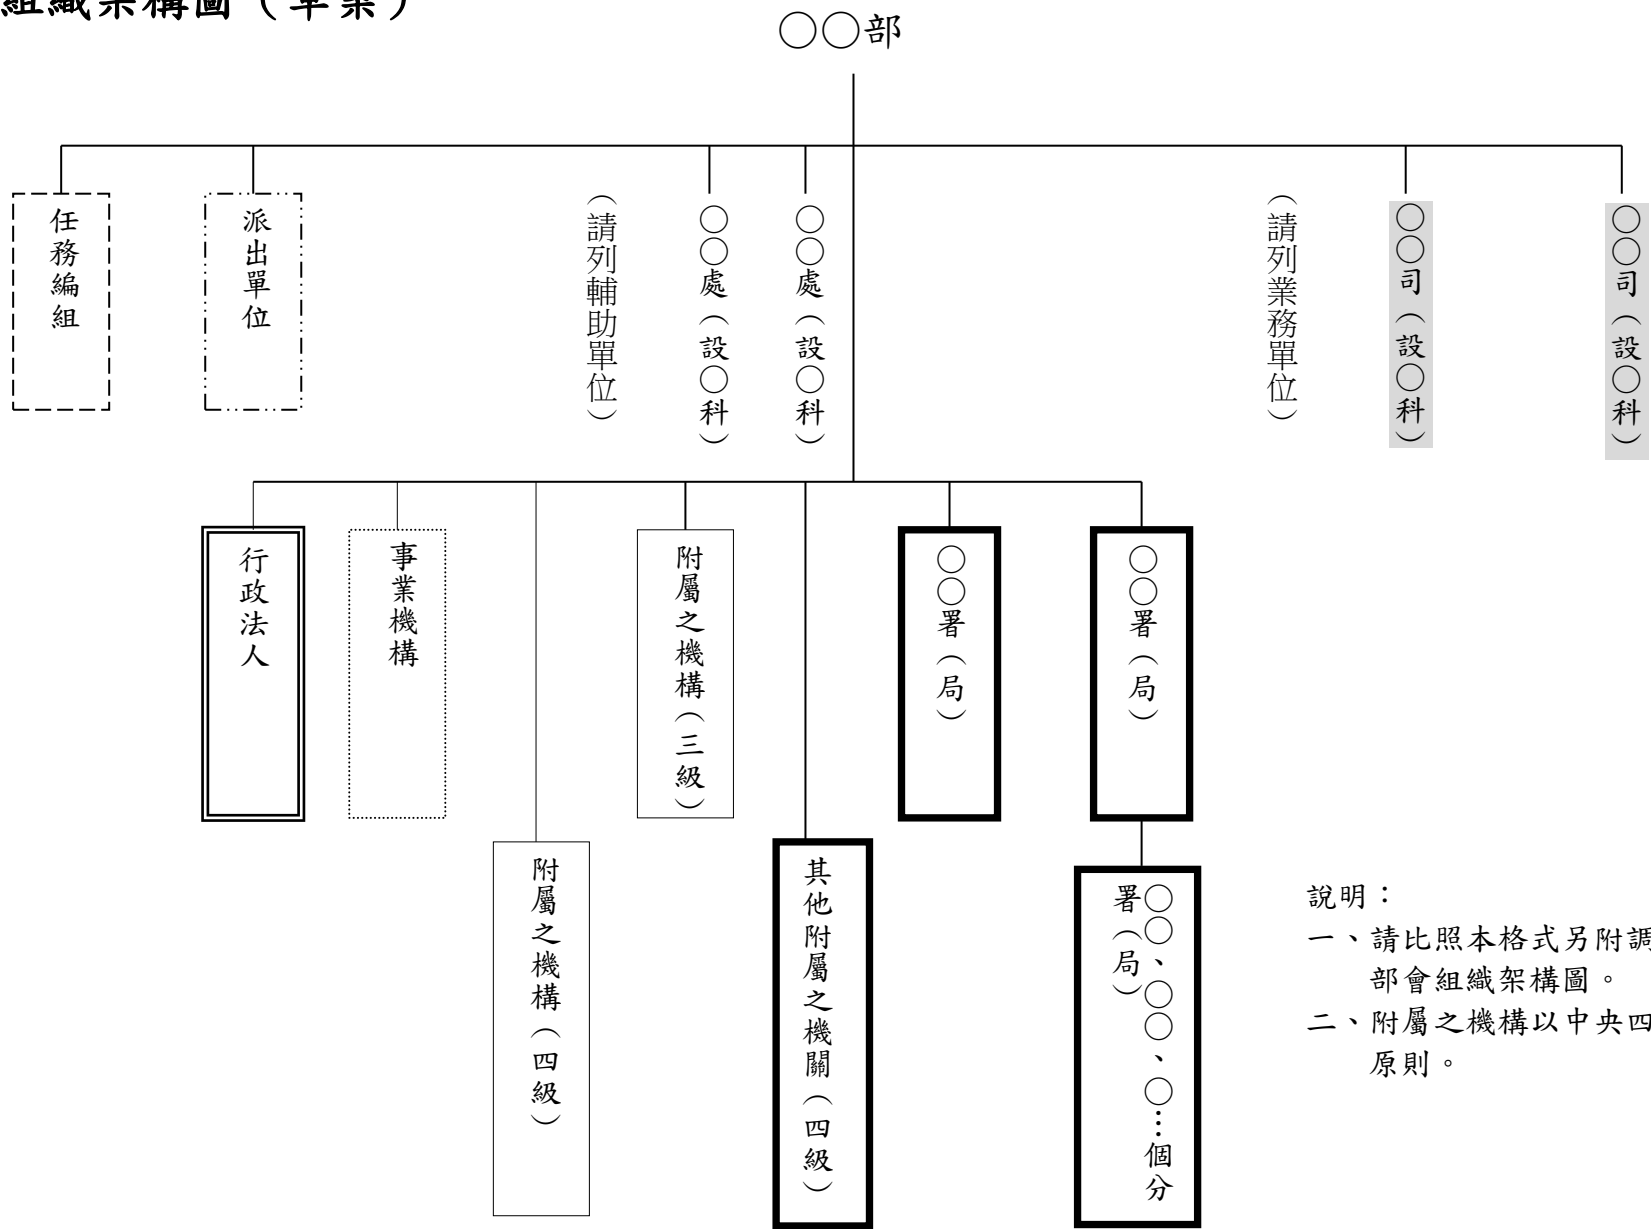 組織架構圖（草案）
○○部
○○司（設○科）
○○司（設○科）
（請列業務單位）
○○處（設○科）
○○處（設○科）
（請列輔助單位）
派出單位
任務編組
○○署（局）
○○署（局）
附屬之機構（三級）
事業機構
行政法人
○○、○○、○…個分
署（局）
其他附屬之機關（四級）
附屬之機構（四級）
說明：
一、請比照本格式另附調
部會組織架構圖。
二、附屬之機構以中央四
原則。